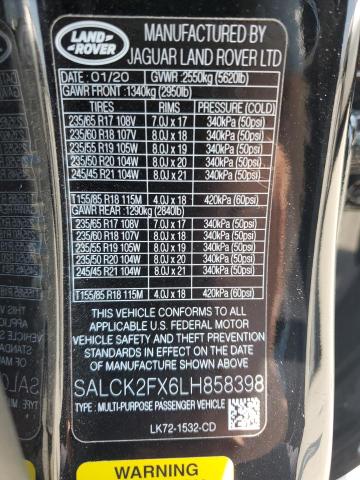 LAND-
ROVER
MANUFACTURED BY
JAGUAR LAND ROVER LTD
DATE: 01/20 GVWR :2550kg (5620lb)
GAWR FRONT :1340kg (2950lb)
TIRES RIMS PRESSURE (COLD)
235/65 R17 108V 7.0J x 17 340kPa (50psi)
235/60 R18 107V 8.0J x 18 340kPa (50psi)
235/55 R19 105W 8.0J x 19 340kPa (50psi)
235/50 R20 104W 8.0J x 20 340kPa (50psi)
245/45 R21 104W 8.0J x 21 340kPa (50psi)
T155/85 R18 115M 4.0J x 18 420kPa (60psi)
GAWR REAR :1290kg (2840lb)
235/65 R17 108V 7.0J x 17 340kPa (50psi)
235/60 R18 107V 8.0J x 18 340kPa (50psi)
235/55 R19 105W 8.0J x 19 340kPa (50psi)
235/50 R20 104W 8.0J x 20 340kPa (50psi)
245/45 R21 104W 8.0J x 21 340kPa (50psi)
T155/85 R18 115M 4.0J x 18 420kPa (60psi)
THIS VEHICLE CONFORMS TO ALL
APPLICABLE U.S. FEDERAL MOTOR
VEHICLE SAFETY AND THEFT PREVENTION
STANDARDS IN EFFECT ON THE DATE
OF MANUFACTURE SHOWN ABOVE.
SALCK2FX6LH858398
TYPE: MULTI-PURPOSE PASSENGER VEHICLE
LK72-1532-CD
WARNING